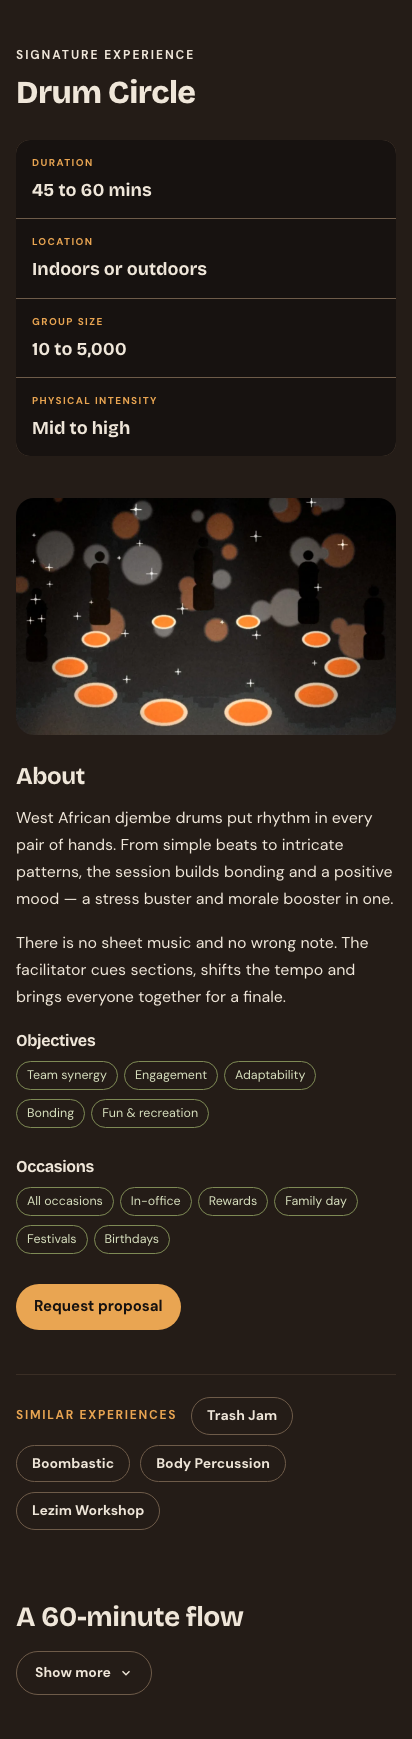 SIGNATURE EXPERIENCE
Drum Circle
DURATION
45 to 60 mins
LOCATION
Indoors or outdoors
GROUP SIZE
10 to 5,000
PHYSICAL INTENSITY
Mid to high
About
West African djembe drums put rhythm in every
pair of hands. From simple beats to intricate
patterns, the session builds bonding and a positive
mood — a stress buster and morale booster in one.
There is no sheet music and no wrong note. The
facilitator cues sections, shifts the tempo and
brings everyone together for a finale.
Objectives
Team synergy Engagement Adaptability
Bonding Fun & recreation
Occasions
All occasions In-office Rewards Family day
Festivals Birthdays
Request proposal
SIMILAR EXPERIENCES Trash Jam
Boombastic Body Percussion
Lezim Workshop
A 60-minute flow
Show more